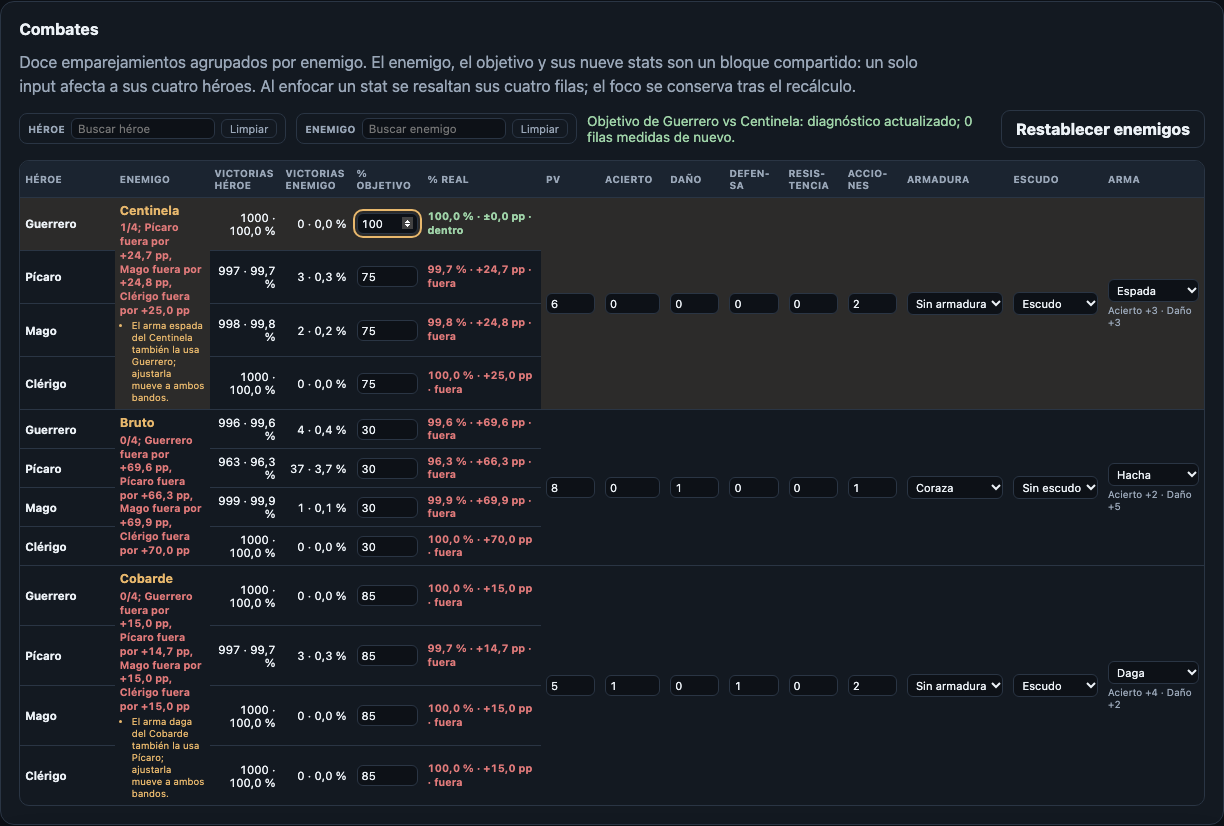 Combates
Doce emparejamientos agrupados por enemigo. El enemigo, el objetivo y sus nueve stats son un bloque compartido: un solo
input afecta a sus cuatro héroes. Al enfocar un stat se resaltan sus cuatro filas; el foco se conserva tras el recálculo.
HÉROE Buscar héroe Limpiar
ENEMIGO Buscar enemigo Limpiar
Objetivo de Guerrero vs Centinela: diagnóstico actualizado; 0
filas medidas de nuevo.
Restablecer enemigos
HÉROE
ENEMIGO
VICTORIAS
HÉROE
VICTORIAS
ENEMIGO
%
OBJETIVO
% REAL
PV
ACIERTO
DAÑO
DEFEN-
SA
RESIS-
TENCIA
ACCIO-
NES
ARMADURA
ESCUDO
ARMA
Guerrero
Centinela
1/4; Pícaro
fuera por
+24,7 pp,
Mago fuera por
+24,8 pp,
Clérigo fuera
por +25,0 pp
• El arma espada
del Centinela
también la usa
Guerrero;
ajustarla
mueve a ambos
bandos.
1000 ·
100,0 %
0 · 0,0 %
100
100,0 % · ±0,0 pp ·
dentro
6
0
0
0
0
2
Sin armadura
Escudo
Espada
Acierto +3 · Daño
+3
Pícaro
997 · 99,7
%
3 · 0,3 %
75
99,7 % · +24,7 pp ·
fuera
Mago
998 · 99,8
%
2 · 0,2 %
75
99,8 % · +24,8 pp ·
fuera
Clérigo
1000 ·
100,0 %
0 · 0,0 %
75
100,0 % · +25,0 pp
· fuera
Guerrero
Bruto
0/4; Guerrero
fuera por
+69,6 pp,
Pícaro fuera
por +66,3 pp,
Mago fuera por
+69,9 pp,
Clérigo fuera
por +70,0 pp
996 · 99,6
%
4 · 0,4 %
30
99,6 % · +69,6 pp ·
fuera
8
0
1
0
0
1
Coraza
Sin escudo
Hacha
Acierto +2 · Daño
+5
Pícaro
963 · 96,3
%
37 · 3,7 %
30
96,3 % · +66,3 pp ·
fuera
Mago
999 · 99,9
%
1 · 0,1 %
30
99,9 % · +69,9 pp ·
fuera
Clérigo
1000 ·
100,0 %
0 · 0,0 %
30
100,0 % · +70,0 pp
· fuera
Guerrero
Cobarde
0/4; Guerrero
fuera por
+15,0 pp,
Pícaro fuera
por +14,7 pp,
Mago fuera por
+15,0 pp,
Clérigo fuera
por +15,0 pp
• El arma daga
del Cobarde
también la usa
Pícaro;
ajustarla
mueve a ambos
bandos.
1000 ·
100,0 %
0 · 0,0 %
85
100,0 % · +15,0 pp
· fuera
5
1
0
1
0
2
Sin armadura
Escudo
Daga
Acierto +4 · Daño
+2
Pícaro
997 · 99,7
%
3 · 0,3 %
85
99,7 % · +14,7 pp ·
fuera
Mago
1000 ·
100,0 %
0 · 0,0 %
85
100,0 % · +15,0 pp
· fuera
Clérigo
1000 ·
100,0 %
0 · 0,0 %
85
100,0 % · +15,0 pp
· fuera